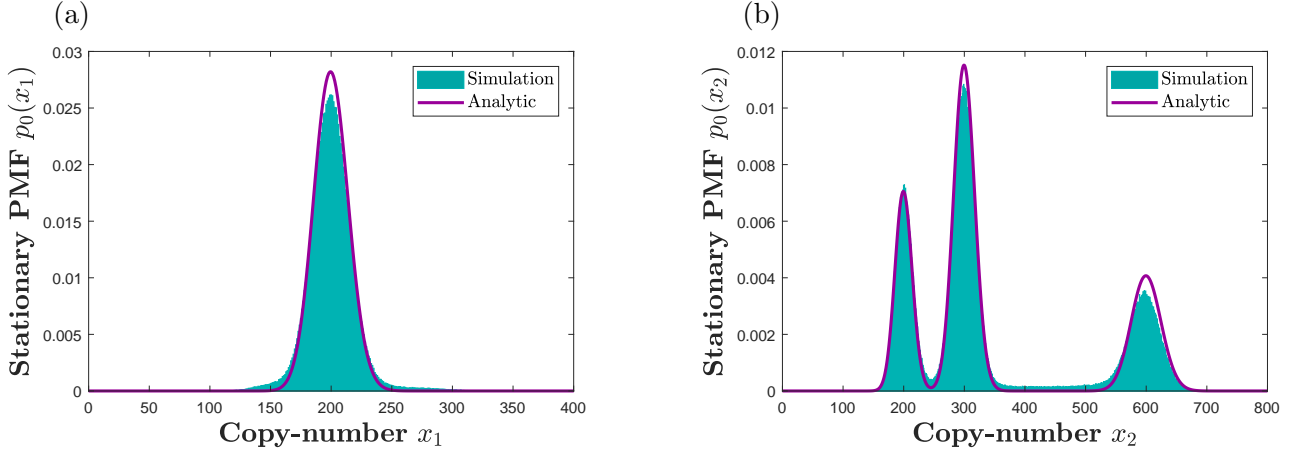 (a)
Stationary PMF p₀(x₁)
0.03
0.025
0.02
0.015
0.01
0.005
0
Simulation
Analytic
0 50 100 150 200 250 300 350 400
Copy-number x₁
(b)
Stationary PMF p₀(x₂)
0.012
0.01
0.008
0.006
0.004
0.002
0
Simulation
Analytic
0 100 200 300 400 500 600 700 800
Copy-number x₂